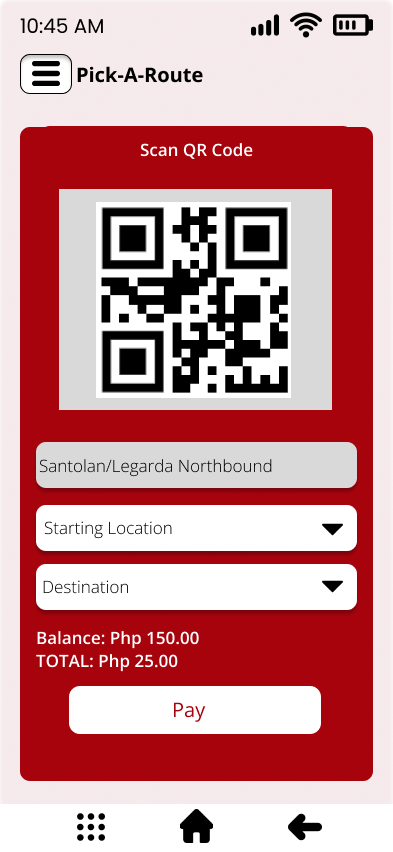 10:45 AM
Pick-A-Route
Scan QR Code
Santolan/Legarda Northbound
Starting Location
Destination
Balance: Php 150.00
TOTAL: Php 25.00
Pay